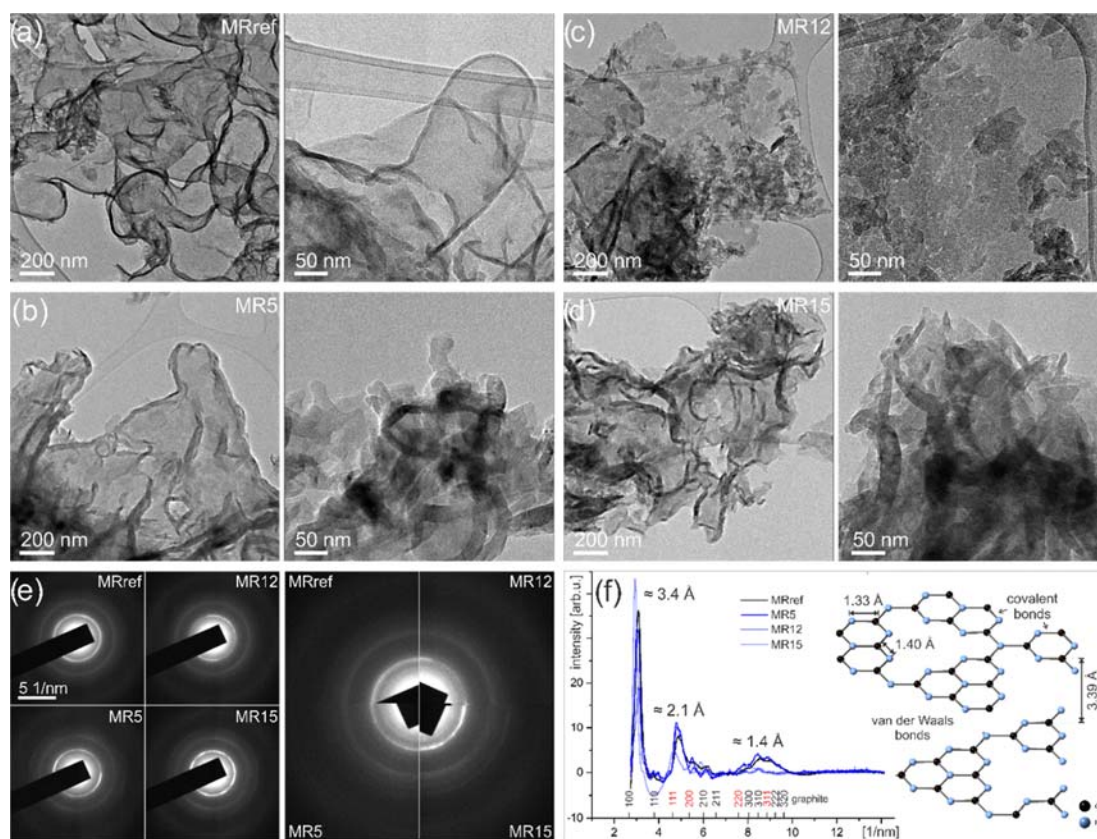 (a) MRref
200 nm
50 nm
(c) MR12
200 nm
50 nm
(b) MR5
200 nm
50 nm
(d) MR15
200 nm
50 nm
(e) MRref
MR12
5 1/nm
MR5
MR15
MRref
MR12
MR5
MR15
(f)
intensity [arb.u.]
40
30
20
10
0
≈ 3.4 Å
≈ 2.1 Å
≈ 1.4 Å
MRref
MR5
MR12
MR15
1.33 Å
1.40 Å
covalent
bonds
3.39 Å
van der Waals
bonds
100
110
111
200
210
211
220
300
310
311
222
320
graphite
2
4
6
8
10
12
14
[1/nm]